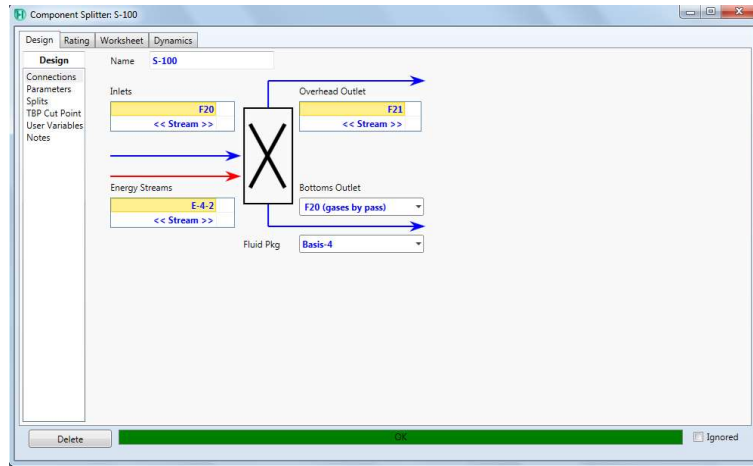 Component Splitter: S-100
Design Rating Worksheet Dynamics
Design
Connections
Parameters
Splits
TBP Cut Point
User Variables
Notes
Name S-100
Inlets
F20
<< Stream >>
Overhead Outlet
F21
<< Stream >>
Energy Streams
E-4-2
<< Stream >>
Bottoms Outlet
F20 (gases by pass)
Fluid Pkg Basis-4
Delete
OK
Ignored